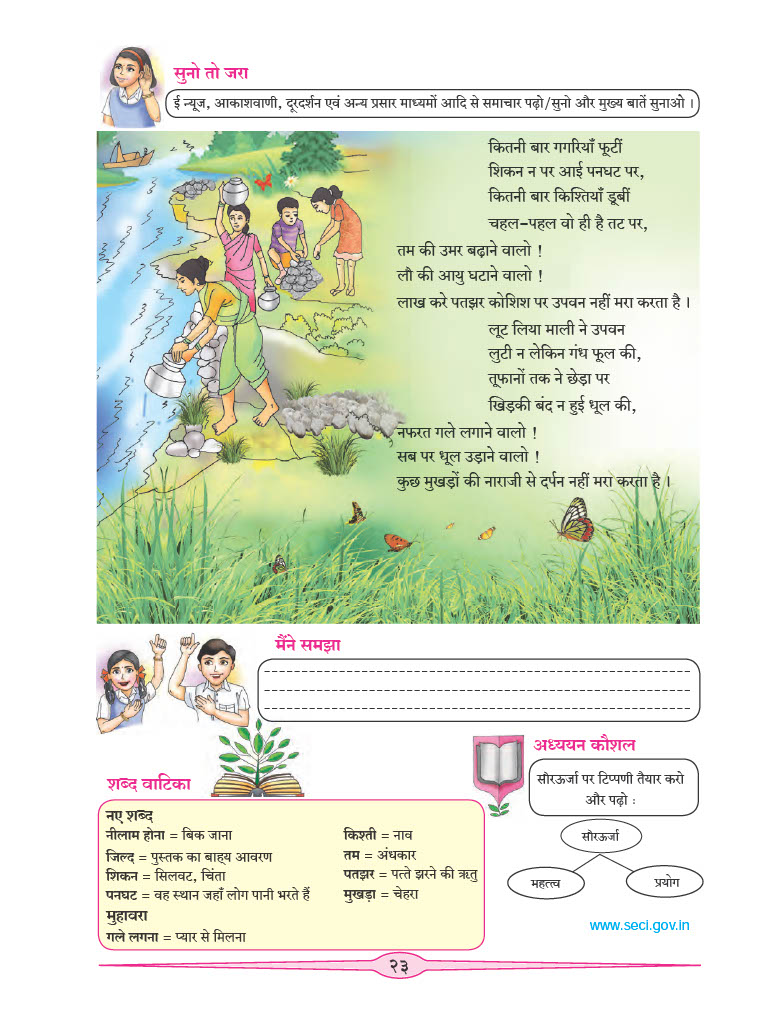 सुनो तो जरा
ई न्यूज, आकाशवाणी, दूरदर्शन एवं अन्य प्रसार माध्यमों आदि से समाचार पढ़ो/सुनो और मुख्य बातें सुनाओ ।
कितनी बार गगरियाँ फूटीं
शिकन न पर आई पनघट पर,
कितनी बार किश्तियाँ डूबीं
चहल-पहल वो ही है तट पर,
तम की उमर बढ़ाने वालो !
लौ की आयु घटाने वालो !
लाख करे पतझर कोशिश पर उपवन नहीं मरा करता है ।
लूट लिया माली ने उपवन
लुटी न लेकिन गंध फूल की,
तूफानों तक ने छेड़ा पर
खिड़की बंद न हुई धूल की,
नफरत गले लगाने वालो !
सब पर धूल उड़ाने वालो !
कुछ मुखड़ों की नाराजी से दर्पन नहीं मरा करता है ।
मैंने समझा
शब्द वाटिका
नए शब्द
नीलाम होना = बिक जाना
जिल्द = पुस्तक का बाह्य आवरण
शिकन = सिलवट, चिंता
पनघट = वह स्थान जहाँ लोग पानी भरते हैं
मुहावरा
गले लगना = प्यार से मिलना
किश्ती = नाव
तम = अंधकार
पतझर = पत्ते झरने की ऋतु
मुखड़ा = चेहरा
अध्ययन कौशल
सौरऊर्जा पर टिप्पणी तैयार करो
और पढ़ो :
सौरऊर्जा
महत्त्व
प्रयोग
www.seci.gov.in
२३